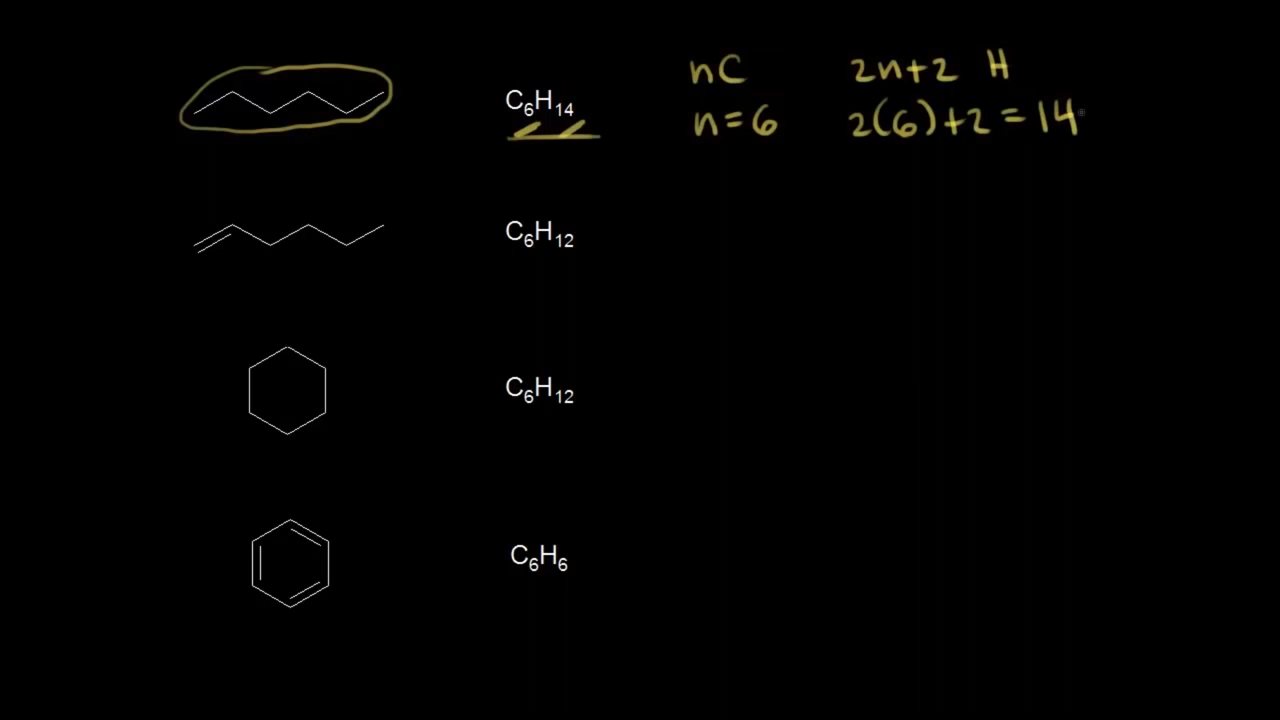 nC 2n+2 H
C₆H₁₄ n=6 2(6)+2=14
C₆H₁₂
C₆H₁₂
C₆H₆